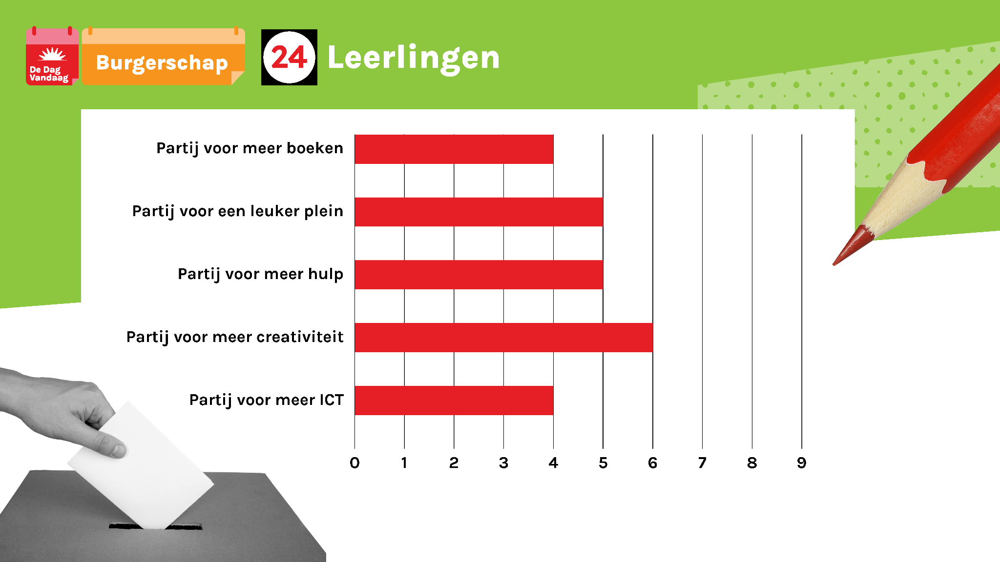 De Dag
Vandaag
Burgerschap
24
Leerlingen
Partij voor meer boeken
Partij voor een leuker plein
Partij voor meer hulp
Partij voor meer creativiteit
Partij voor meer ICT
0 1 2 3 4 5 6 7 8 9